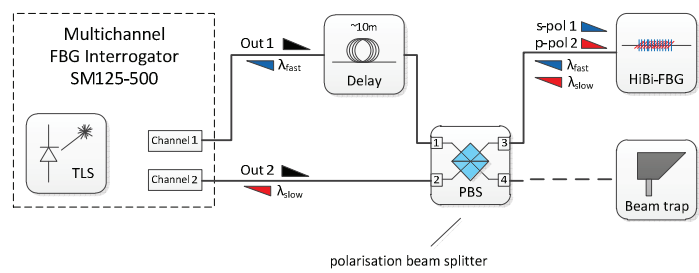 Multichannel
FBG Interrogator
SM125-500
TLS
Channel 1
Channel 2
Out 1
λfast
~10m
Delay
Out 2
λslow
1
2
3
4
PBS
s-pol 1
p-pol 2
λfast
λslow
HiBi-FBG
Beam trap
polarisation beam splitter